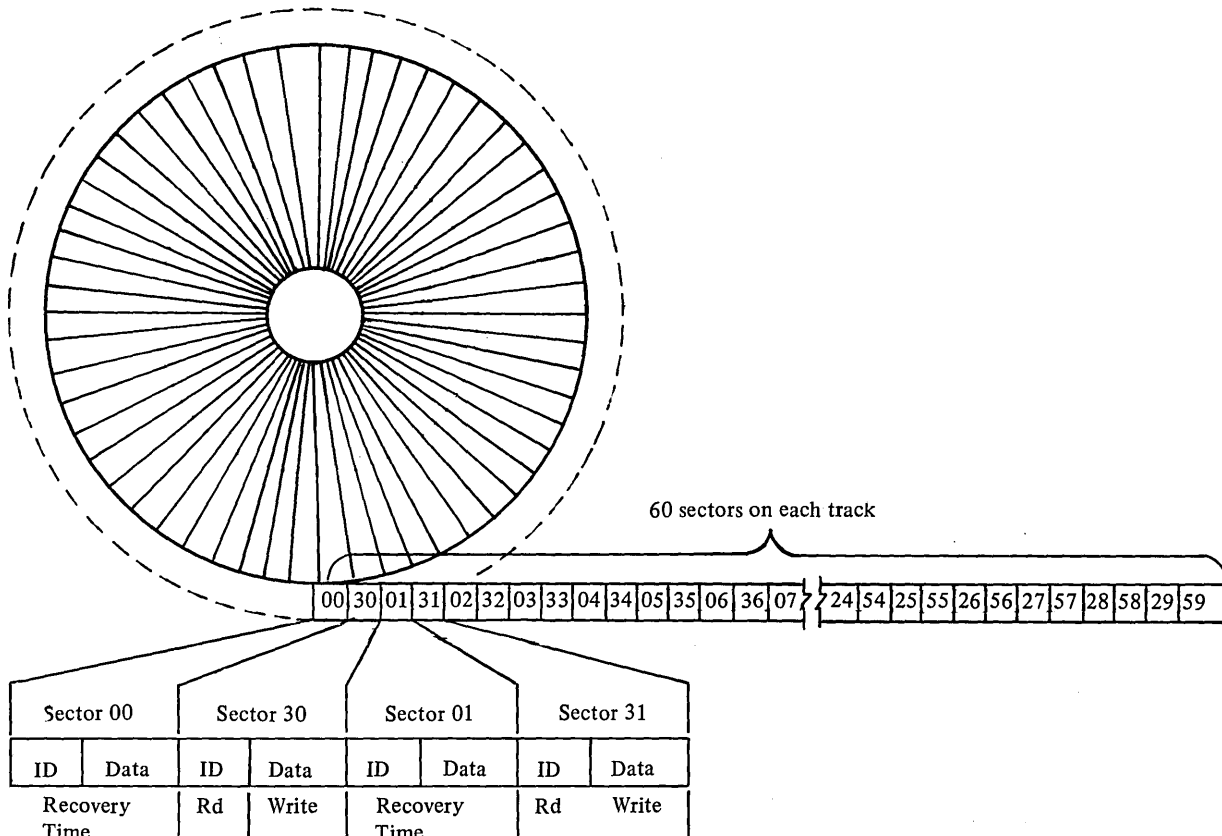 60 sectors on each track
00 30 01 31 02 32 03 33 04 34 05 35 06 36 07 24 54 25 55 26 56 27 57 28 58 29 59
Sector 00 Sector 30 Sector 01 Sector 31
ID Data ID Data ID Data ID Data
Recovery Rd Write Recovery Rd Write
Time Time